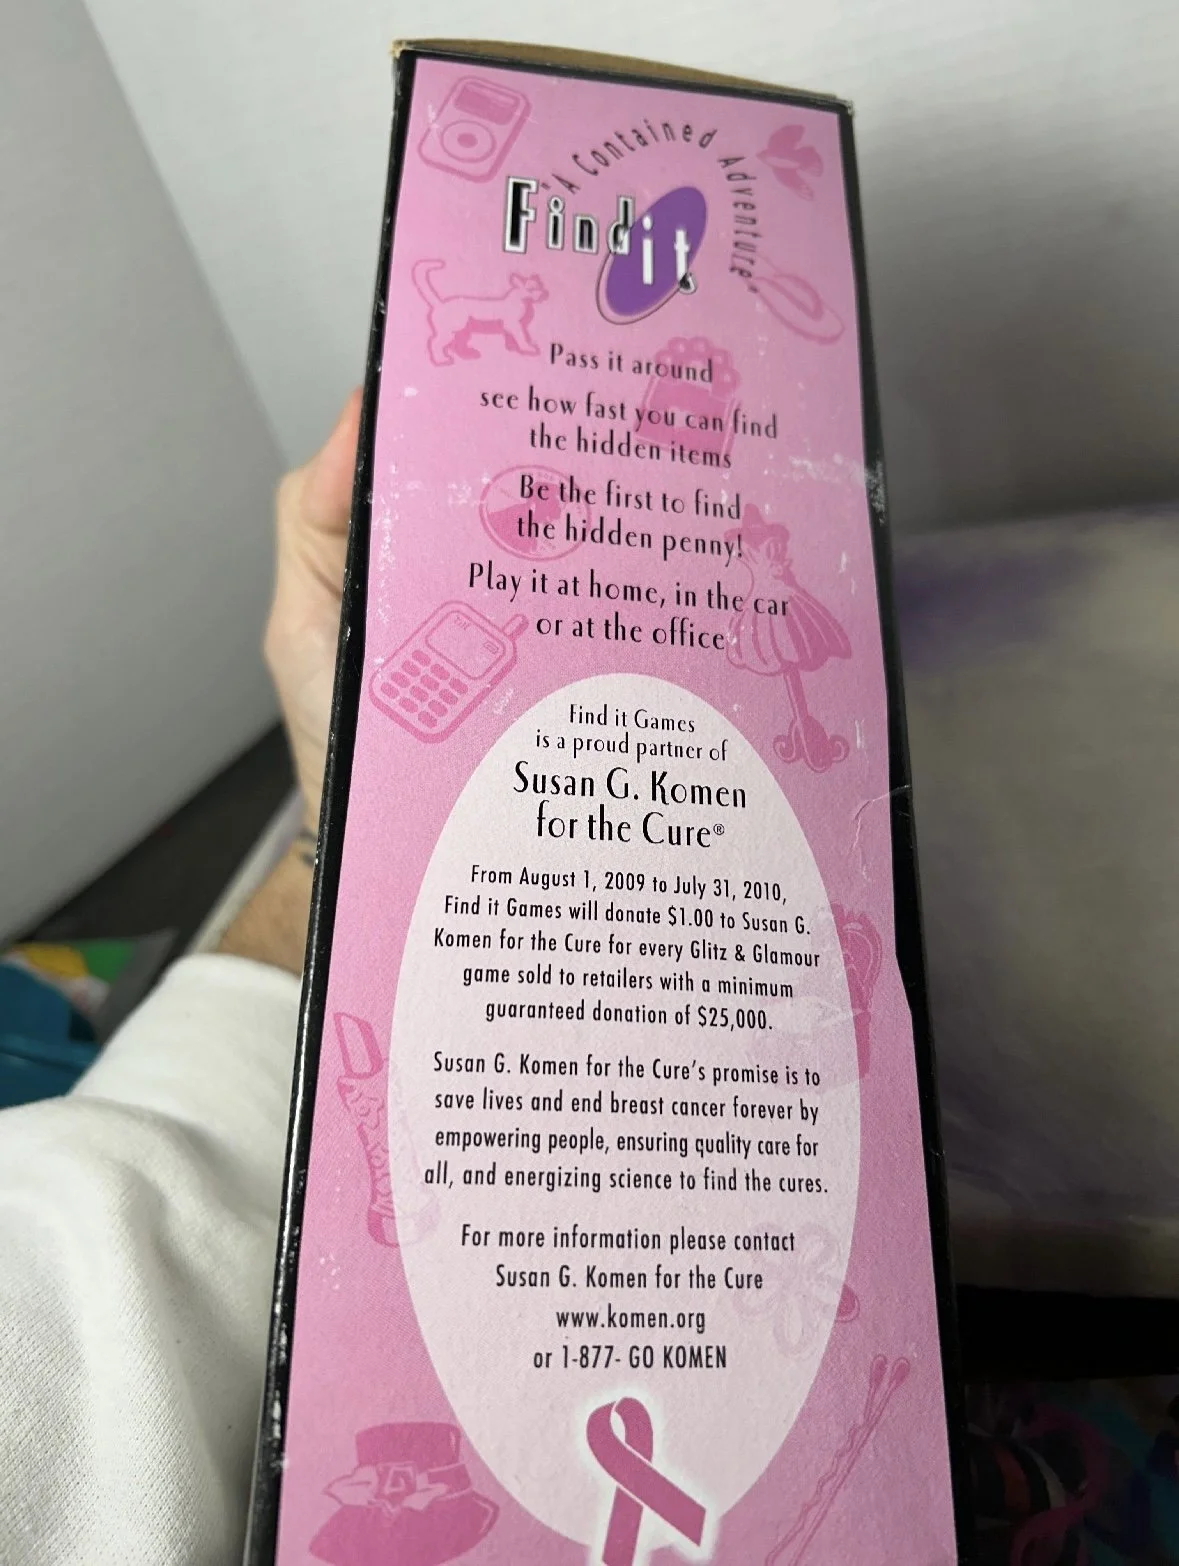 "A Contained Adventure"®
Find it
Pass it around
see how fast you can find
the hidden items
Be the first to find
the hidden penny!
Play it at home, in the car
or at the office
Find it Games
is a proud partner of
Susan G. Komen
for the Cure®
From August 1, 2009 to July 31, 2010,
Find it Games will donate $1.00 to Susan G.
Komen for the Cure for every Glitz & Glamour
game sold to retailers with a minimum
guaranteed donation of $25,000.
Susan G. Komen for the Cure's promise is to
save lives and end breast cancer forever by
empowering people, ensuring quality care for
all, and energizing science to find the cures.
For more information please contact
Susan G. Komen for the Cure
www.komen.org
or 1-877- GO KOMEN